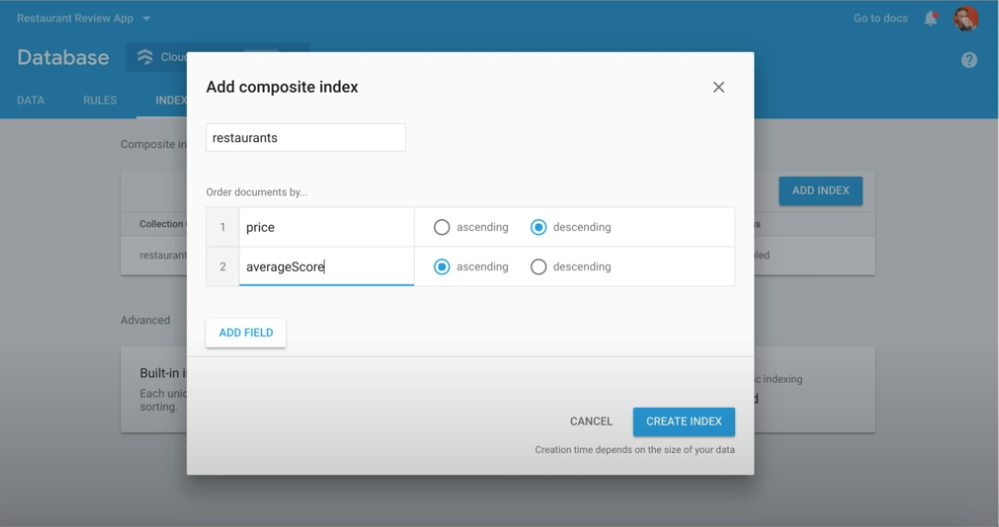 Restaurant Review App
Go to docs
Database
Clou
DATA
RULES
INDEX
Composite in
ADD INDEX
Collection
restaurant
Advanced
Built-in i
Each uniq
sorting.
c indexing
Add composite index
restaurants
Order documents by...
1 price ascending descending
2 averageScore ascending descending
ADD FIELD
CANCEL
CREATE INDEX
Creation time depends on the size of your data